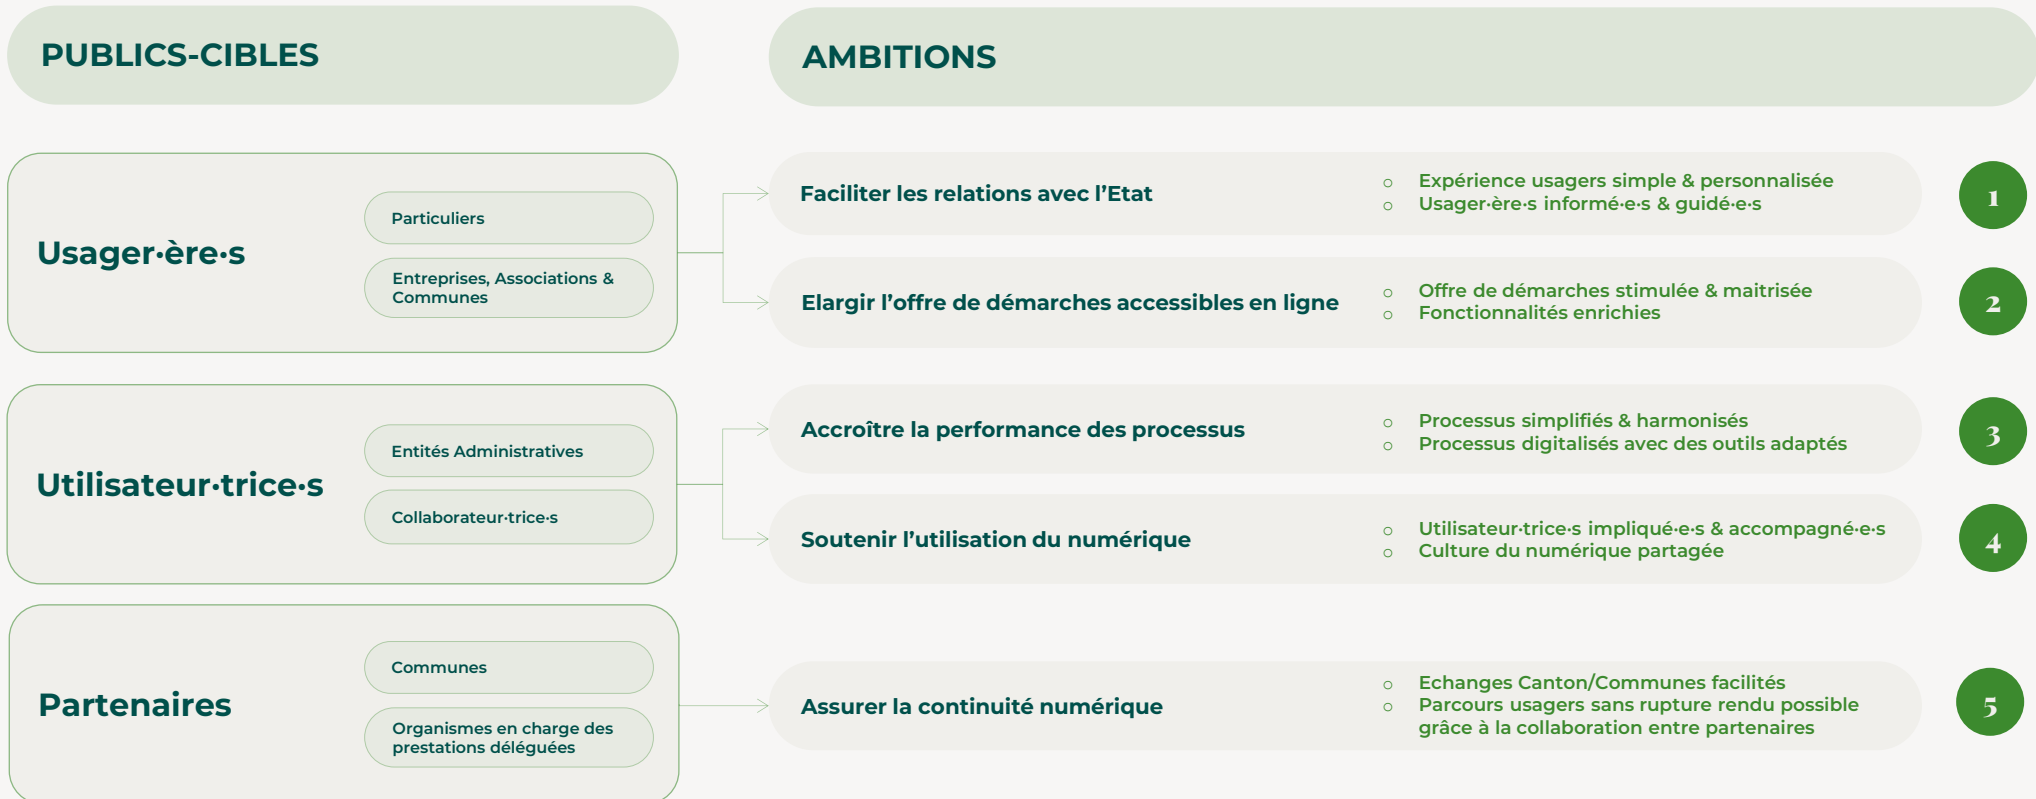 PUBLICS-CIBLES
AMBITIONS
Usager·ère·s
Particuliers
Entreprises, Associations &
Communes
Faciliter les relations avec l’Etat
Expérience usagers simple & personnalisée
Usager·ère·s informé·e·s & guidé·e·s
1
Elargir l’offre de démarches accessibles en ligne
Offre de démarches stimulée & maitrisée
Fonctionnalités enrichies
2
Utilisateur·trice·s
Entités Administratives
Collaborateur·trice·s
Accroître la performance des processus
Processus simplifiés & harmonisés
Processus digitalisés avec des outils adaptés
3
Soutenir l’utilisation du numérique
Utilisateur·trice·s impliqué·e·s & accompagné·e·s
Culture du numérique partagée
4
Partenaires
Communes
Organismes en charge des
prestations déléguées
Assurer la continuité numérique
Echanges Canton/Communes facilités
Parcours usagers sans rupture rendu possible
grâce à la collaboration entre partenaires
5